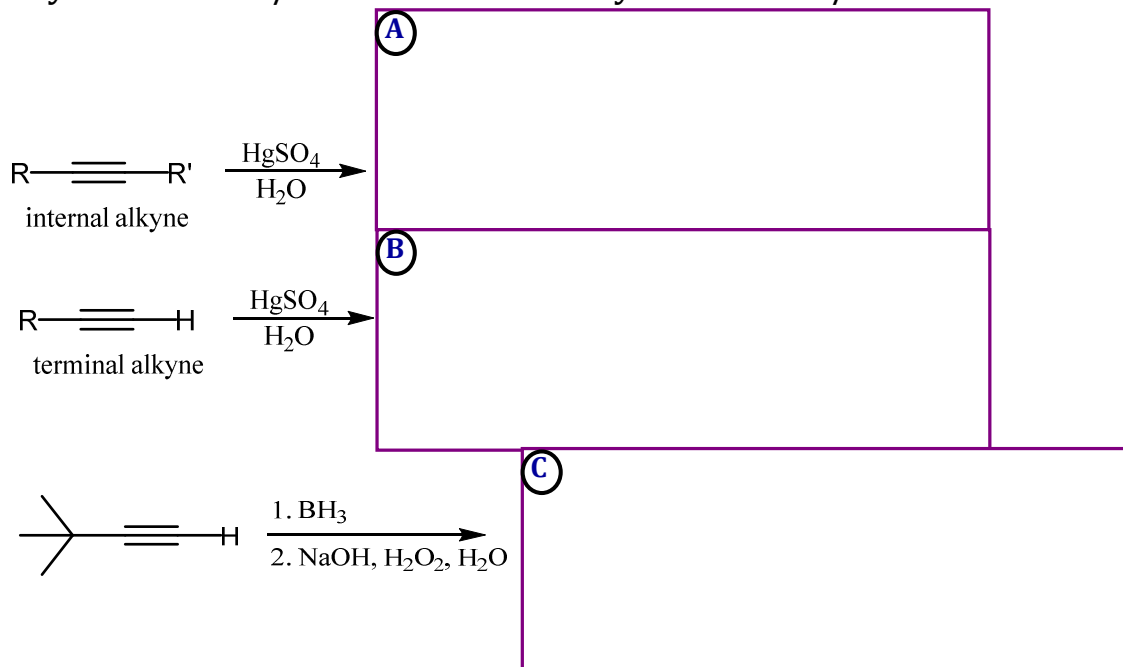 A
R R'
HgSO4
H2O
internal alkyne
B
R H
HgSO4
H2O
terminal alkyne
C
H
1. BH3
2. NaOH, H2O2, H2O